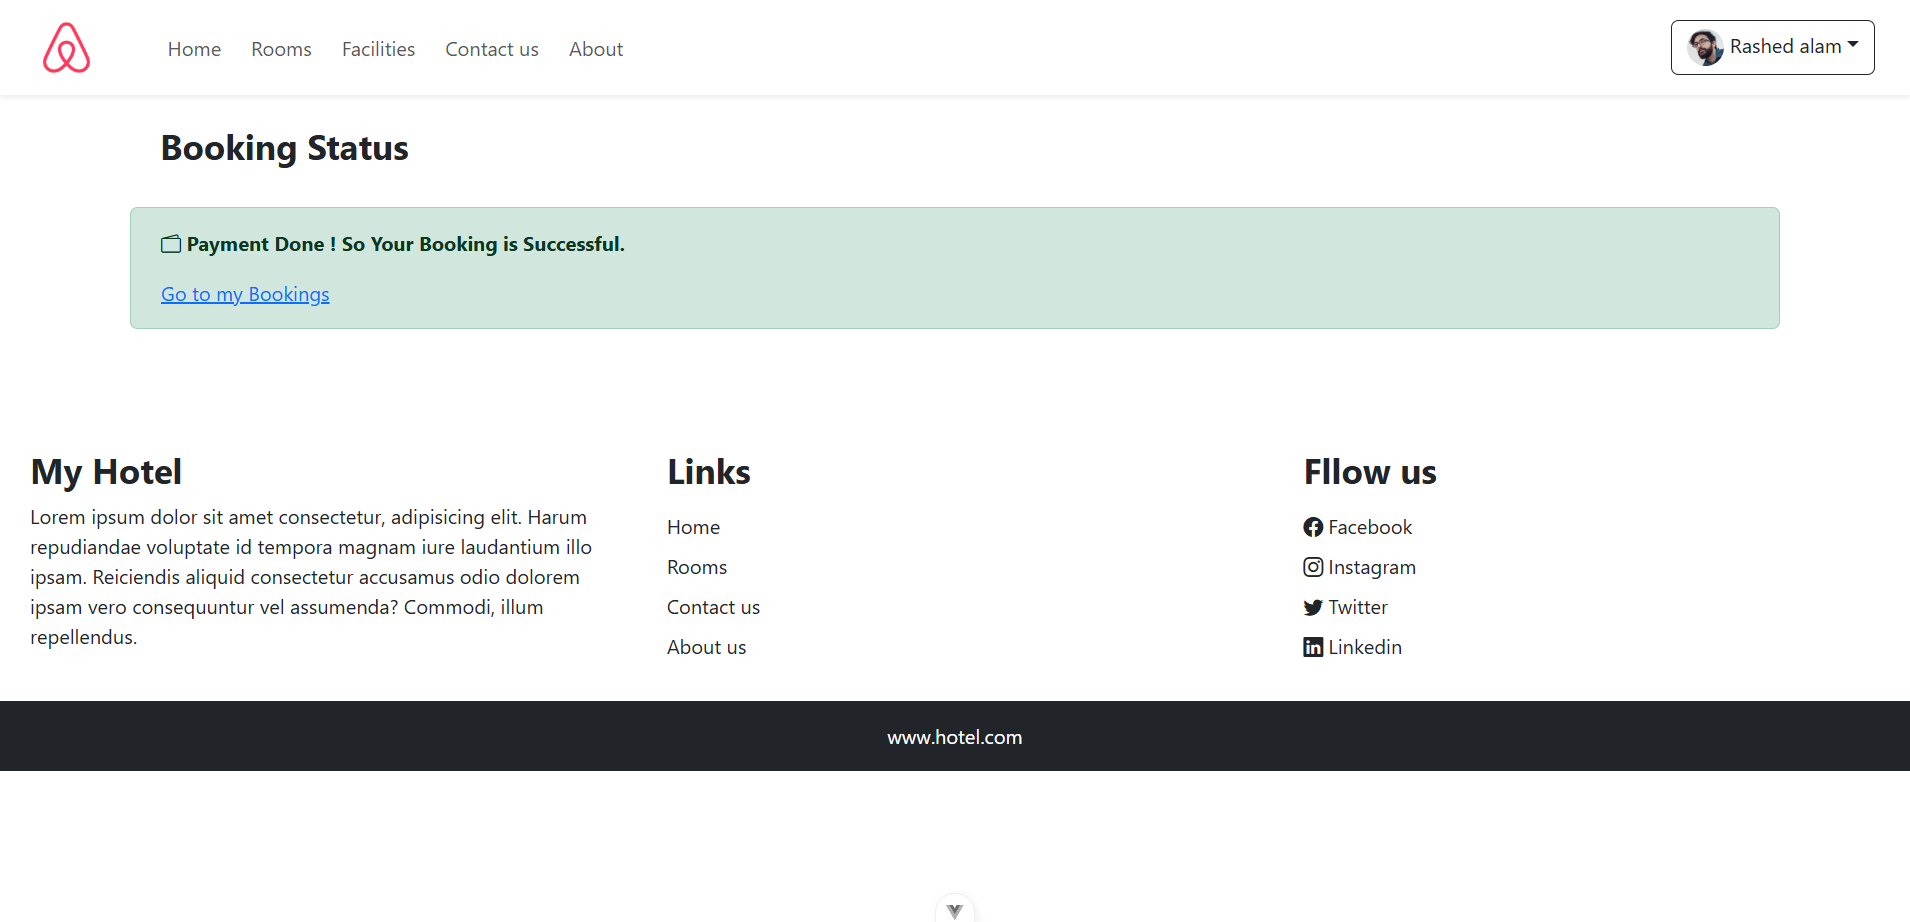 Home Rooms Facilities Contact us About
Rashed alam
Booking Status
Payment Done ! So Your Booking is Successful.
Go to my Bookings
My Hotel
Lorem ipsum dolor sit amet consectetur, adipisicing elit. Harum
repudiandae voluptate id tempora magnam iure laudantium illo
ipsam. Reiciendis aliquid consectetur accusamus odio dolorem
ipsam vero consequuntur vel assumenda? Commodi, illum
repellendus.
Links
Home
Rooms
Contact us
About us
Fllow us
Facebook
Instagram
Twitter
Linkedin
www.hotel.com